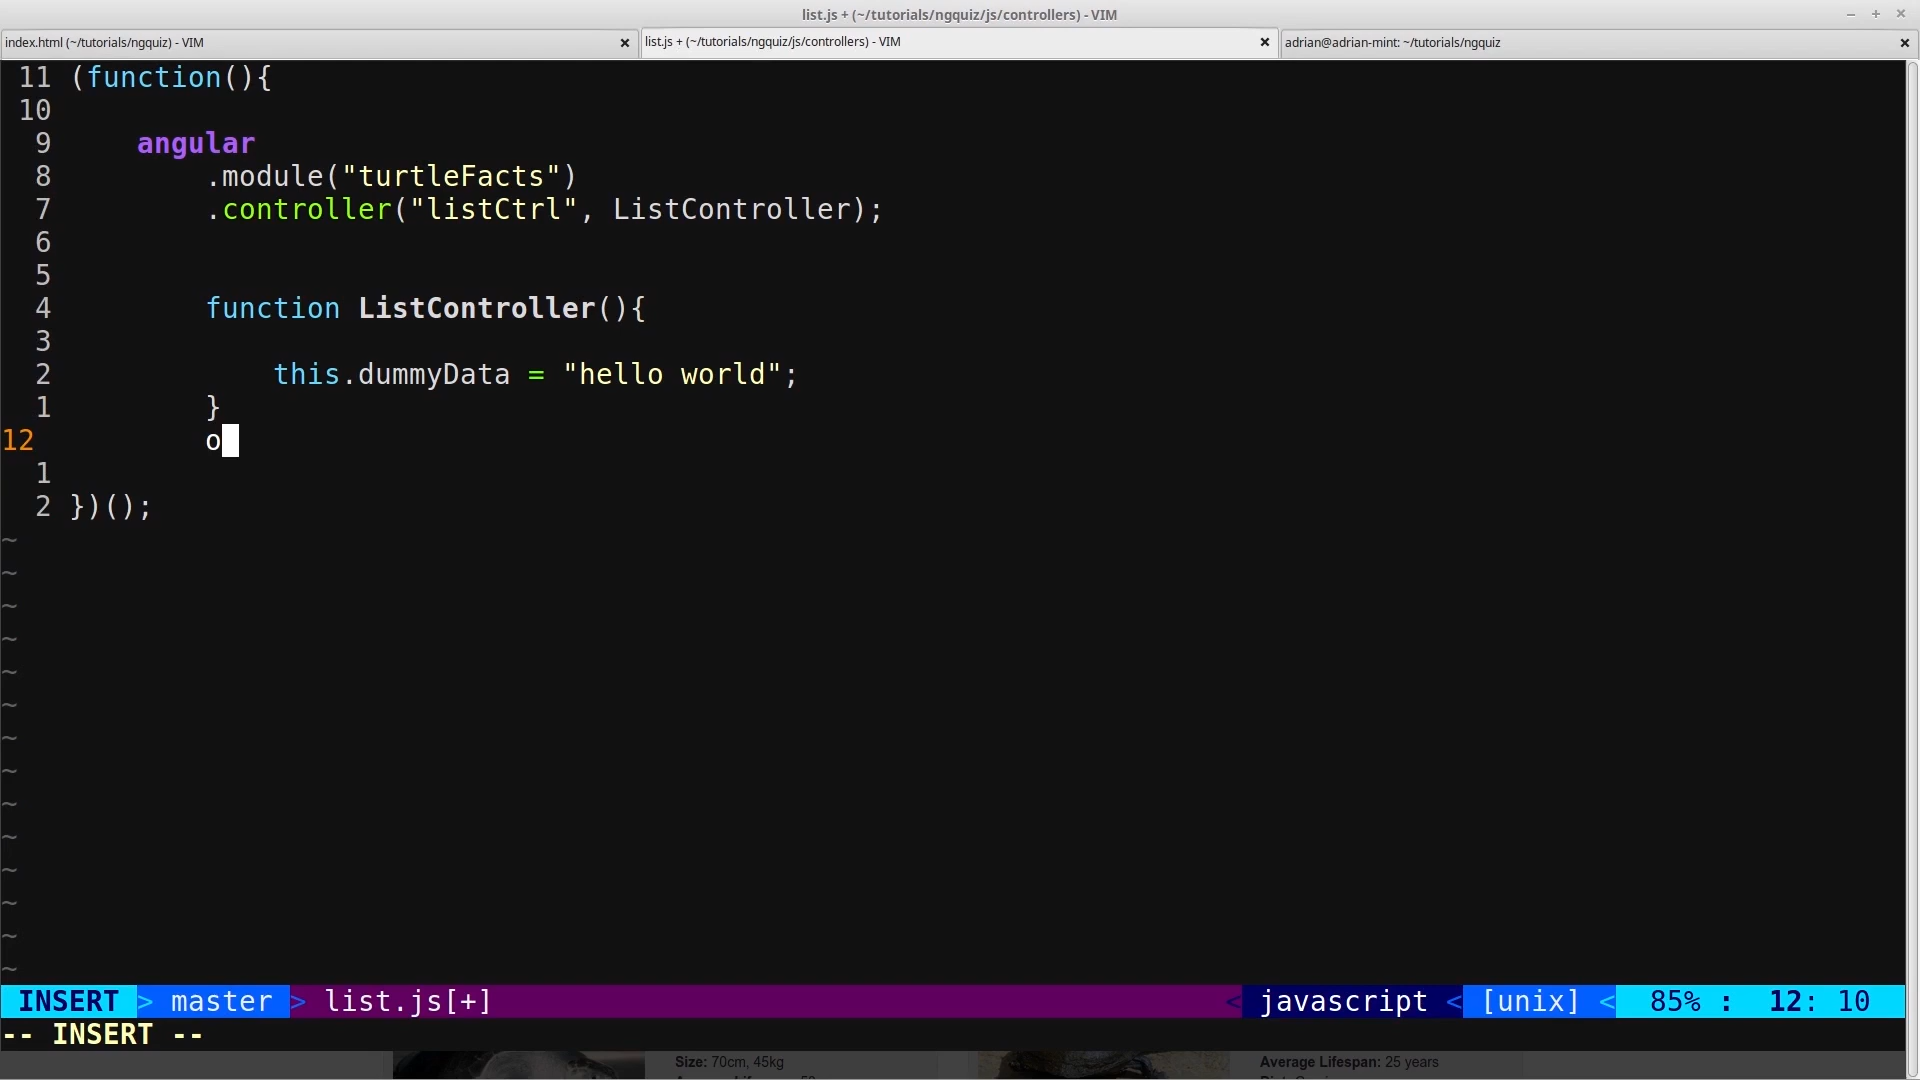 list.js + (~/tutorials/ngquiz/js/controllers) - VIM
index.html (~/tutorials/ngquiz) - VIM
list.js + (~/tutorials/ngquiz/js/controllers) - VIM
adrian@adrian-mint: ~/tutorials/ngquiz
11 (function(){
10
9 angular
8 .module("turtleFacts")
7 .controller("listCtrl", ListController);
6
5
4 function ListController(){
3
2 this.dummyData = "hello world";
1 }
12 o
1
2 })();
~
~
~
~
~
~
~
~
~
~
~
~
~
~
INSERT > master > list.js[+] < javascript < [unix] < 85% : 12: 10
-- INSERT --
Size: 70cm, 45kg
Average Lifespan: 25 years